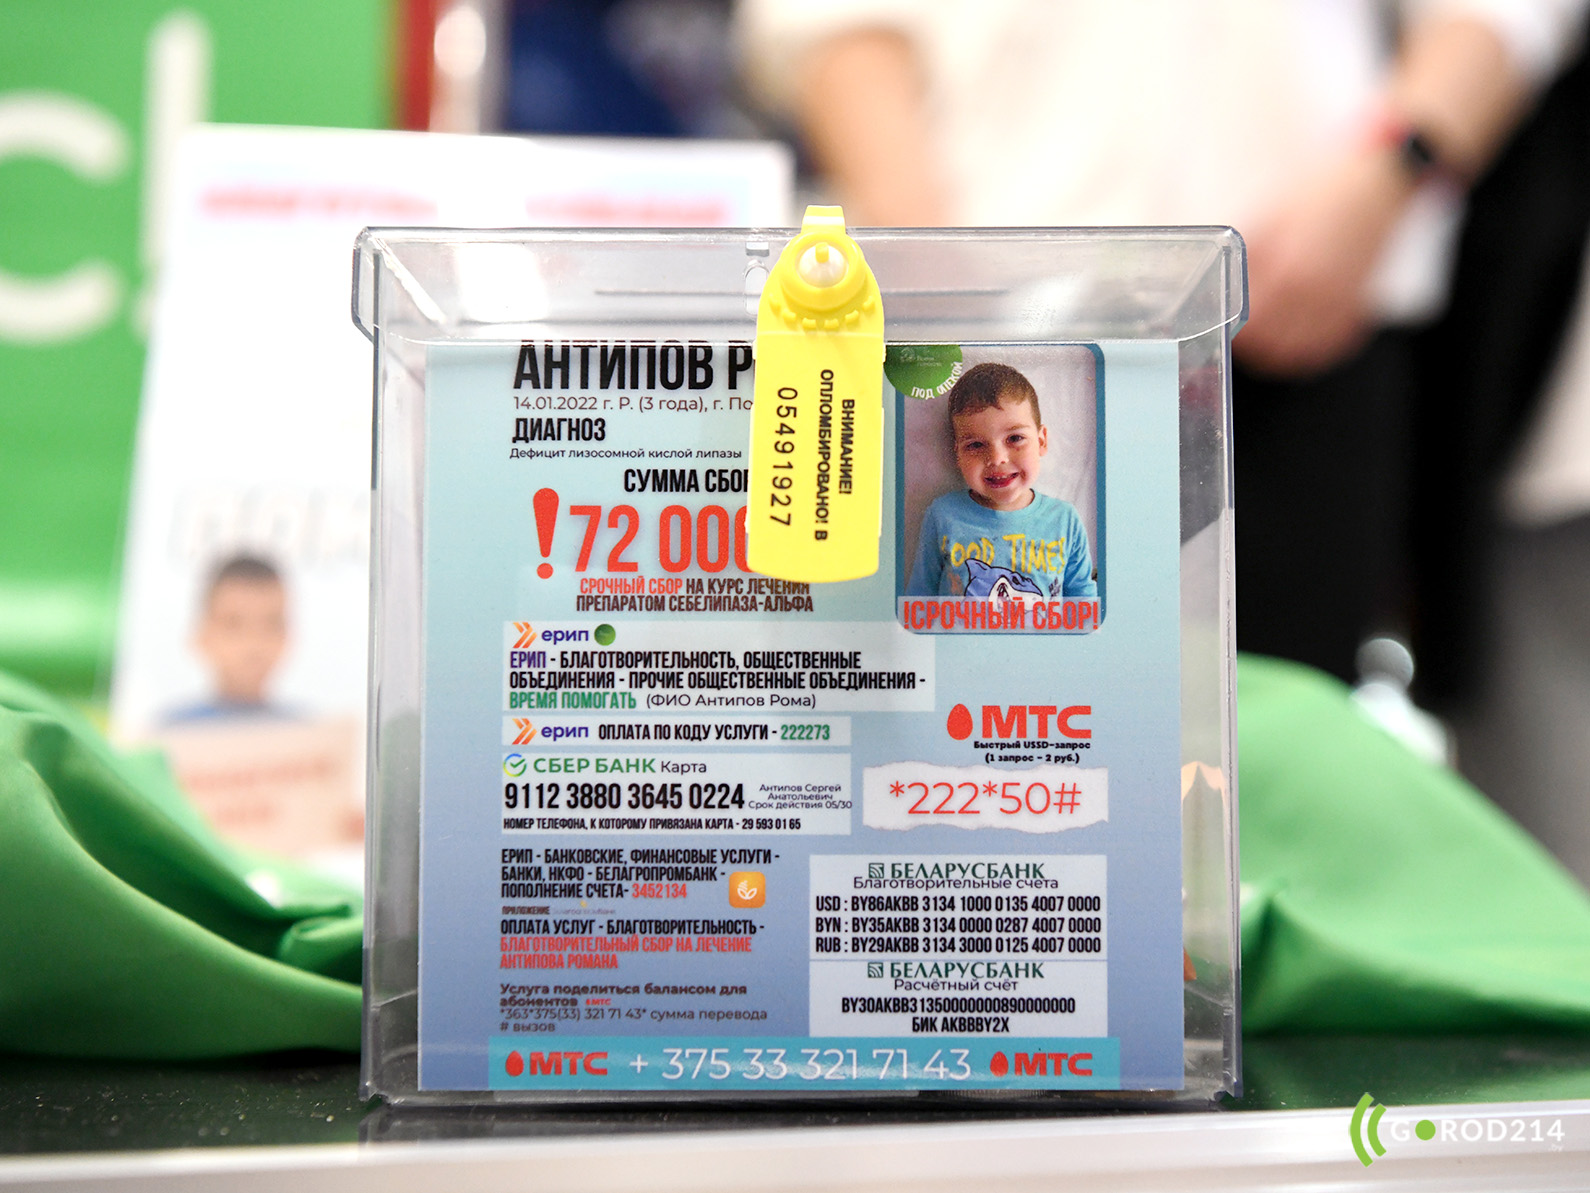 АНТИПОВ Р
14.01.2022 г. Р. (3 года), г. По
ДИАГНОЗ
Дефицит лизосомной кислой липазы
СУММА СБОР
!72 000
СРОЧНЫЙ СБОР НА КУРС ЛЕЧЕНИЯ
ПРЕПАРАТОМ СЕБЕЛИПАЗА-АЛЬФА
ВНИМАНИЕ!
ОПЛОМБИРОВАНО! В
05491927
ПОД ОПЕКОЙ
GOOD TIMES
!СРОЧНЫЙ СБОР!
ерип
ЕРИП - БЛАГОТВОРИТЕЛЬНОСТЬ, ОБЩЕСТВЕННЫЕ
ОБЪЕДИНЕНИЯ - ПРОЧИЕ ОБЩЕСТВЕННЫЕ ОБЪЕДИНЕНИЯ -
ВРЕМЯ ПОМОГАТЬ (ФИО Антипов Рома)
ерип ОПЛАТА ПО КОДУ УСЛУГИ - 222273
СБЕР БАНК Карта
9112 3880 3645 0224
Антипов Сергей
Анатольевич
Срок действия 05/30
НОМЕР ТЕЛЕФОНА, К КОТОРОМУ ПРИВЯЗАНА КАРТА - 29 593 01 65
МТС
Быстрый USSD-запрос
(1 запрос - 2 руб.)
*222*50#
ЕРИП - БАНКОВСКИЕ, ФИНАНСОВЫЕ УСЛУГИ -
БАНКИ, НКФО - БЕЛАГРОПРОМБАНК -
ПОПОЛНЕНИЕ СЧЕТА- 3452134
ПРИЛОЖЕНИЕ
ОПЛАТА УСЛУГ - БЛАГОТВОРИТЕЛЬНОСТЬ -
БЛАГОТВОРИТЕЛЬНЫЙ СБОР НА ЛЕЧЕНИЕ
АНТИПОВА РОМАНА
Услуга поделиться балансом для
абонентов МТС
*363*375(33) 321 71 43* сумма перевода
# вызов
БЕЛАРУСБАНК
Благотворительные счета
USD : BY86AKBB 3134 1000 0135 4007 0000
BYN : BY35AKBB 3134 0000 0287 4007 0000
RUB : BY29AKBB 3134 3000 0125 4007 0000
БЕЛАРУСБАНК
Расчётный счёт
BY30AKBB31350000000890000000
БИК AKBBBY2X
МТС + 375 33 321 71 43 МТС
GOROD214